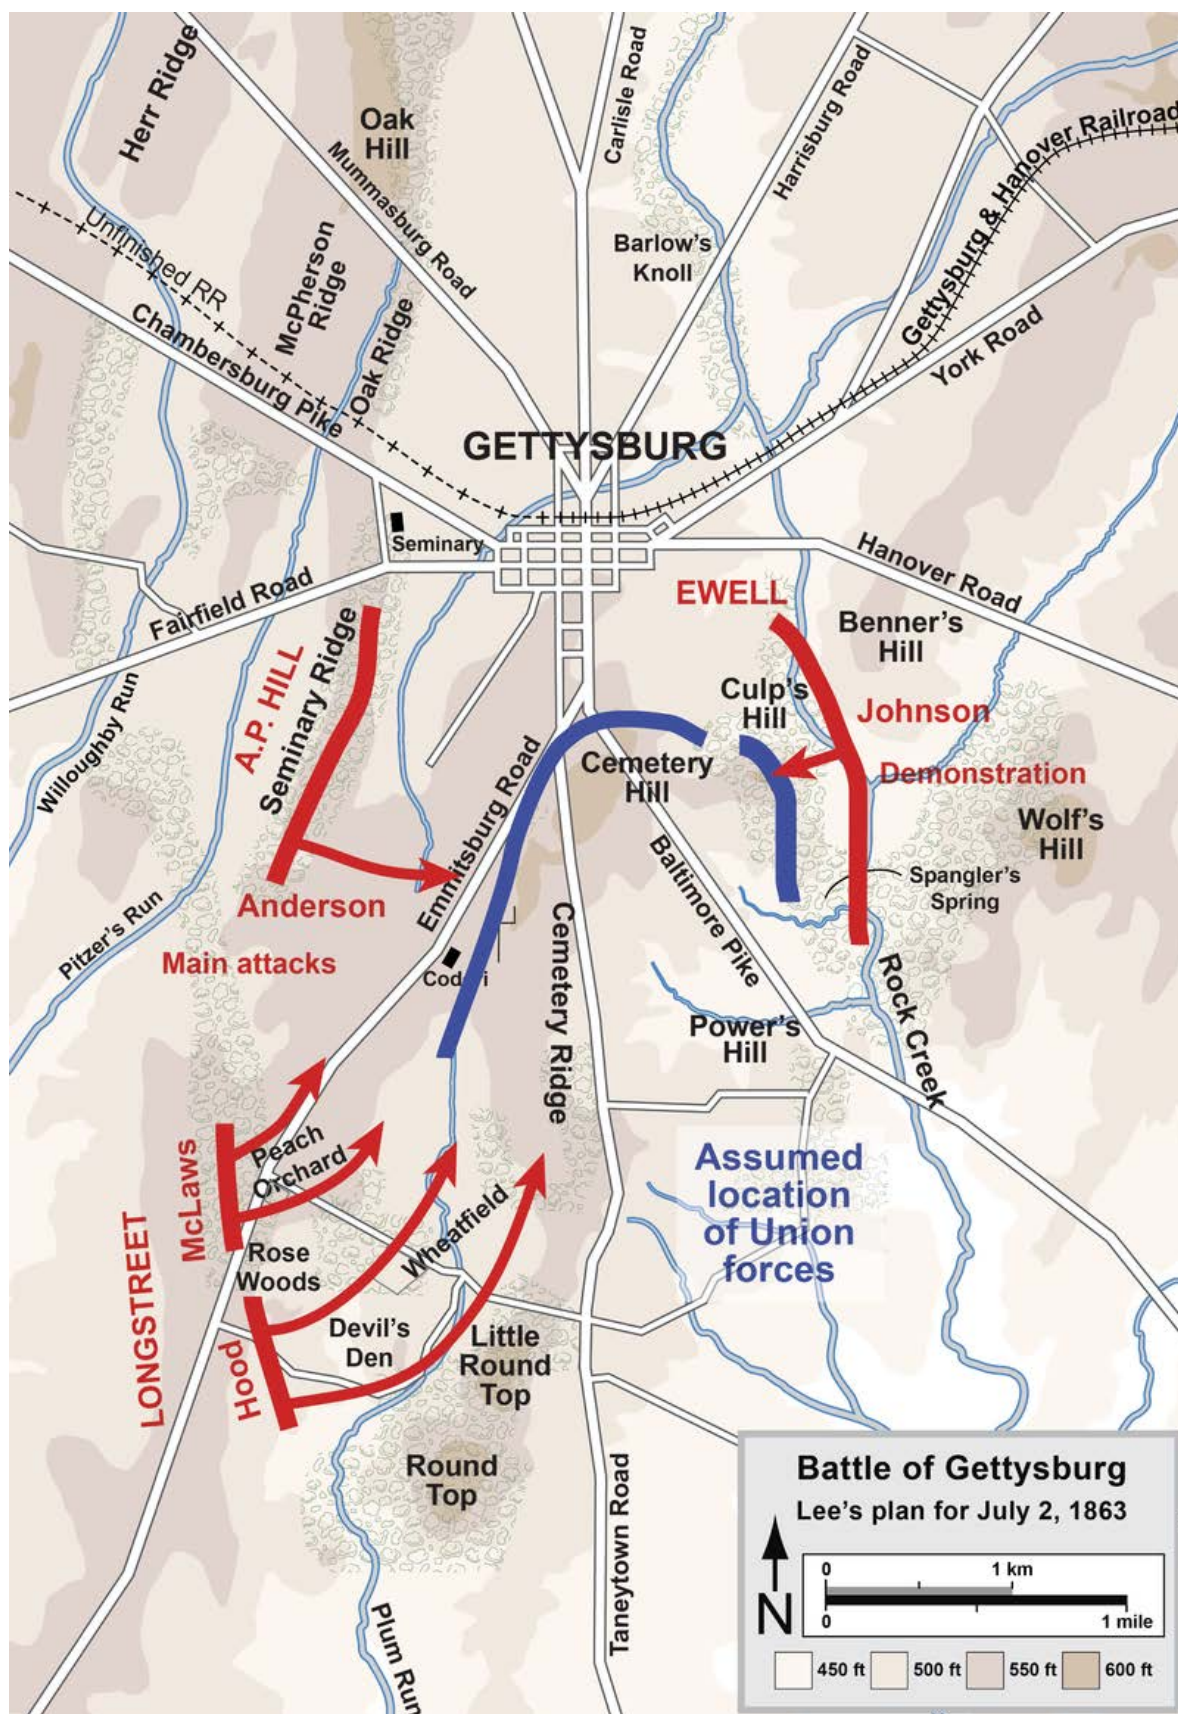 Herr Ridge
Oak
Hill
Mummasburg Road
Carlisle Road
Harrisburg Road
Gettysburg & Hanover Railroad
Unfinished RR
McPherson
Ridge
Barlow's
Knoll
Chambersburg Pike
Oak Ridge
York Road
GETTYSBURG
Seminary
Hanover Road
Fairfield Road
EWELL
Benner's
Hill
A.P. HILL
Seminary Ridge
Culp's
Hill
Johnson
Willoughby Run
Emmitsburg Road
Cemetery
Hill
Demonstration
Wolf's
Hill
Baltimore Pike
Spangler's
Spring
Anderson
Pitzer's Run
Main attacks
Cemetery Ridge
Rock Creek
Power's
Hill
McLaws
Peach
Orchard
Assumed
location
of Union
forces
LONGSTREET
Wheatfield
Rose
Woods
Hood
Devil's
Den
Little
Round
Top
Round
Top
Taneytown Road
Plum Run
Battle of Gettysburg
Lee's plan for July 2, 1863
N
0 1 km
0 1 mile
450 ft 500 ft 550 ft 600 ft